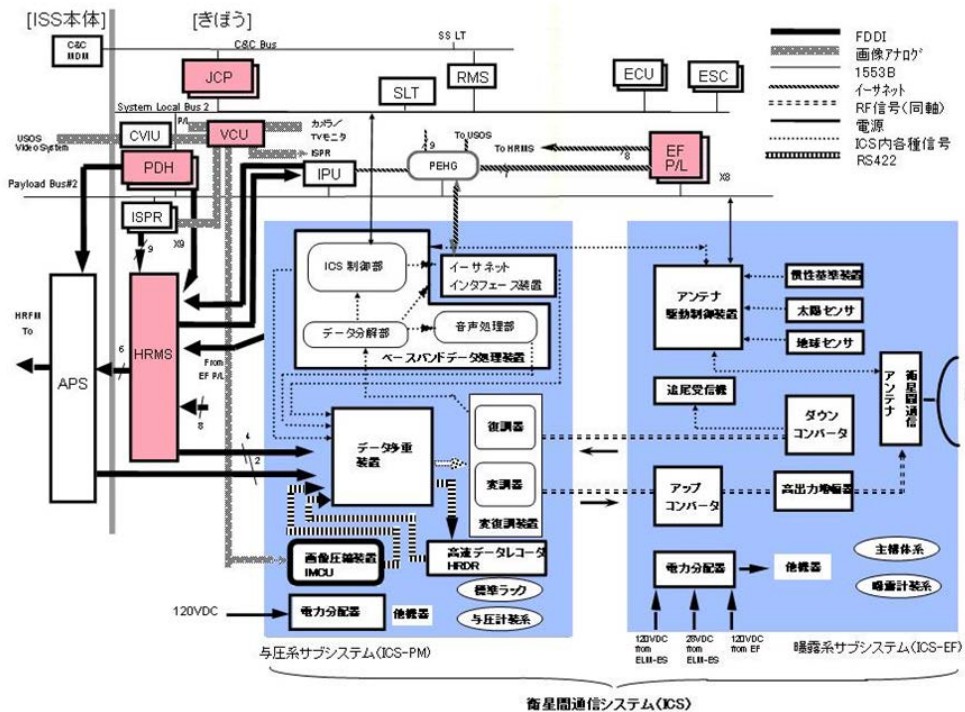 [ISS本体]
[きぼう]
C&C
MDM
C&C Bus
SS LT
JCP
SLT
RMS
ECU
ESC
FDDI
画像アナログ
1553B
イーサネット
RF信号(同軸)
電源
ICS内各種信号
RS422
System Local Bus 2
P/L
USOS
Video System
CVIU
VCU
カメラ/
TVモニタ
ISPR
To USOS
9
To HRMS
8
EF
P/L
X8
PDH
IPU
PEHG
7
Payload Bus#2
ISPR
X9
9
HRFM
To
APS
6
HRMS
From
EF P/L
8
4
2
ICS 制御部
イーサネット
インタフェース装置
データ分解部
音声処理部
ベースバンドデータ処理装置
データ多重
装置
復調器
変調器
変復調装置
画像圧縮装置
IMCU
高速データレコーダ
HRDR
標準ラック
与圧計装系
120VDC
電力分配器
他機器
与圧系サブシステム(ICS-PM)
アンテナ
駆動制御装置
慣性基準装置
太陽センサ
地球センサ
追尾受信機
ダウン
コンバータ
衛星間通信
アンテナ
アップ
コンバータ
高出力増幅器
電力分配器
他機器
主構体系
曝露計装系
120VDC
from
ELM-ES
28VDC
from
ELM-ES
120VDC
from EF
曝露系サブシステム(ICS-EF)
衛星間通信システム(ICS)